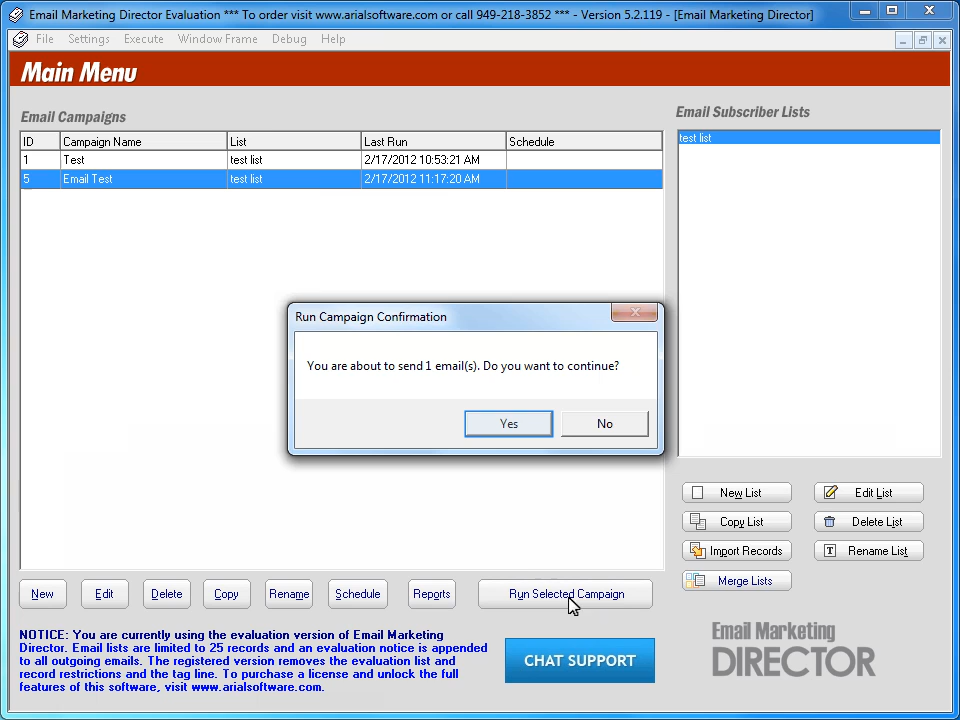 Email Marketing Director Evaluation *** To order visit www.arialsoftware.com or call 949-218-3852 *** - Version 5.2.119 - [Email Marketing Director]
File Settings Execute Window Frame Debug Help
Main Menu
Email Campaigns
Email Subscriber Lists
ID Campaign Name List Last Run Schedule
test list
1 Test test list 2/17/2012 10:53:21 AM
5 Email Test test list 2/17/2012 11:17:20 AM
Run Campaign Confirmation
You are about to send 1 email(s). Do you want to continue?
Yes No
New List Edit List
Copy List Delete List
Import Records Rename List
Merge Lists
New Edit Delete Copy Rename Schedule Reports Run Selected Campaign
NOTICE: You are currently using the evaluation version of Email Marketing
Director. Email lists are limited to 25 records and an evaluation notice is appended
to all outgoing emails. The registered version removes the evaluation list and
record restrictions and the tag line. To purchase a license and unlock the full
features of this software, visit www.arialsoftware.com.
CHAT SUPPORT
Email Marketing
DIRECTOR